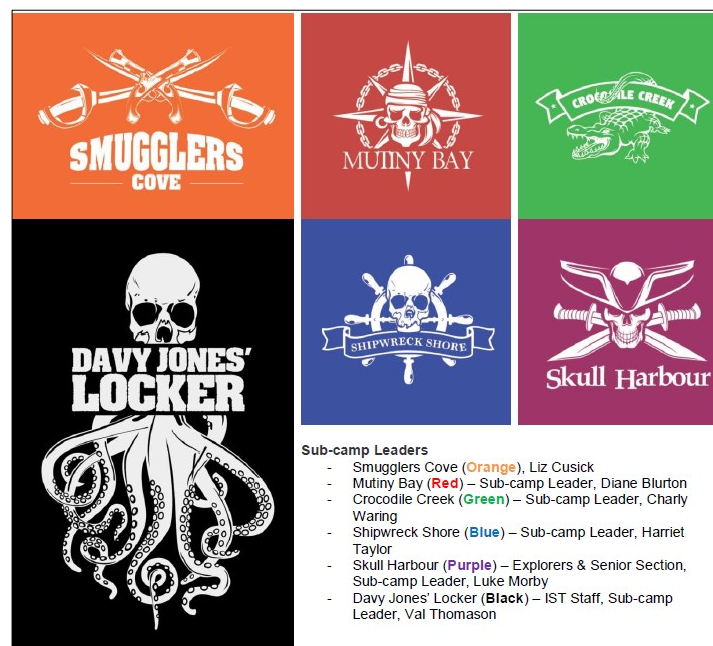 SMUGGLERS
COVE
MUTINY BAY
CROCODILE CREEK
DAVY JONES'
LOCKER
SHIPWRECK SHORE
Skull Harbour
Sub-camp Leaders
- Smugglers Cove (Orange), Liz Cusick
- Mutiny Bay (Red) – Sub-camp Leader, Diane Blurton
- Crocodile Creek (Green) – Sub-camp Leader, Charly
Waring
- Shipwreck Shore (Blue) – Sub-camp Leader, Harriet
Taylor
- Skull Harbour (Purple) – Explorers & Senior Section,
Sub-camp Leader, Luke Morby
- Davy Jones' Locker (Black) – IST Staff, Sub-camp
Leader, Val Thomason